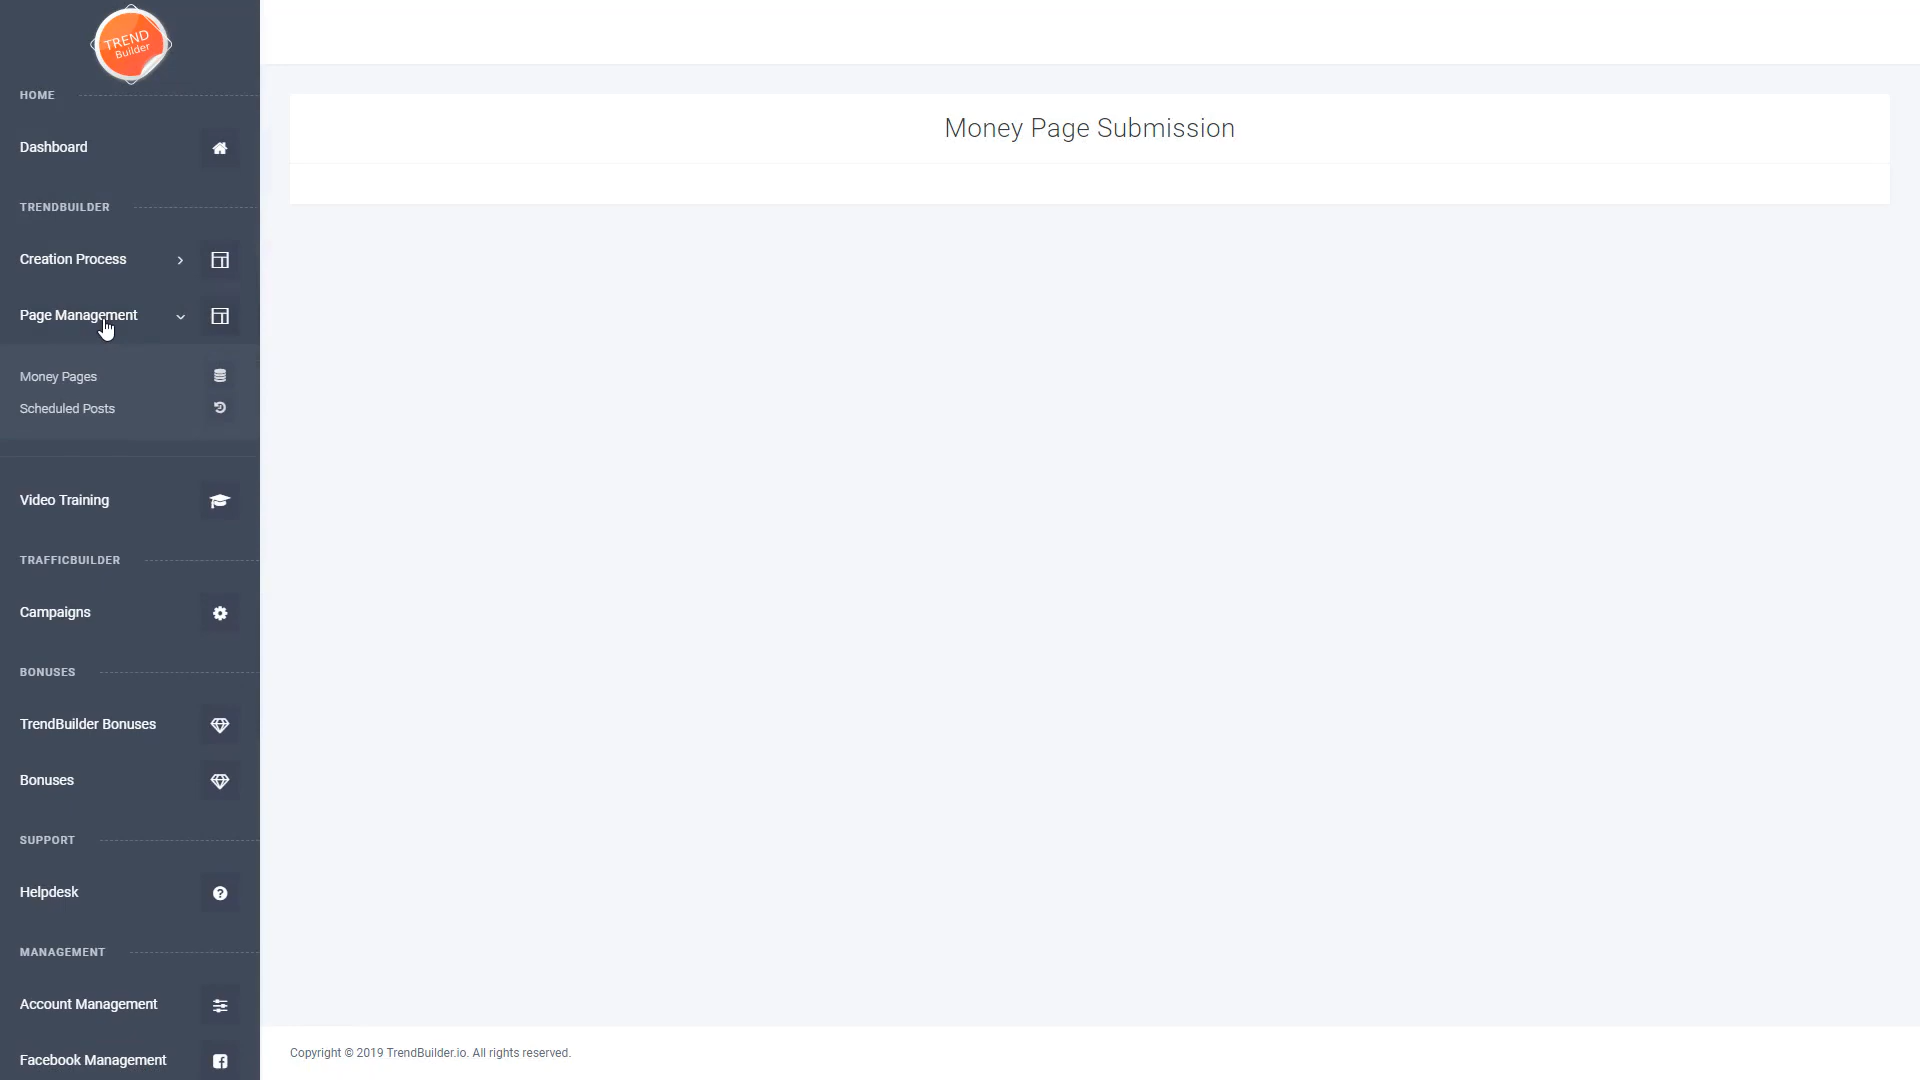 TREND
Builder
HOME
Dashboard
TRENDBUILDER
Creation Process
Page Management
Money Pages
Scheduled Posts
Video Training
TRAFFICBUILDER
Campaigns
BONUSES
TrendBuilder Bonuses
Bonuses
SUPPORT
Helpdesk
MANAGEMENT
Account Management
Facebook Management
Money Page Submission
Copyright © 2019 TrendBuilder.io. All rights reserved.